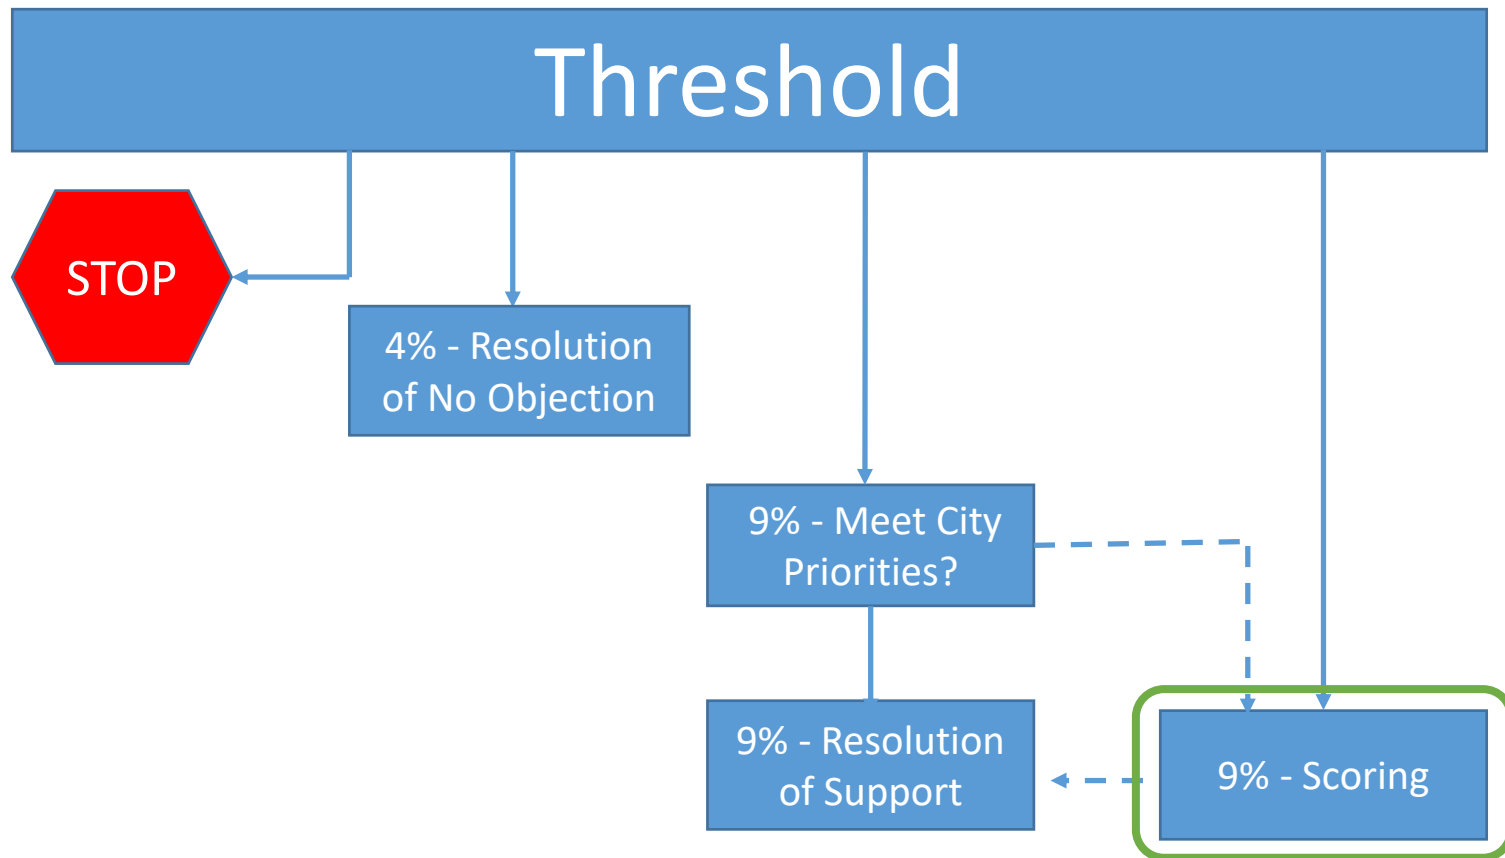 Threshold
STOP
4% - Resolution
of No Objection
9% - Meet City
Priorities?
9% - Resolution
of Support
9% - Scoring